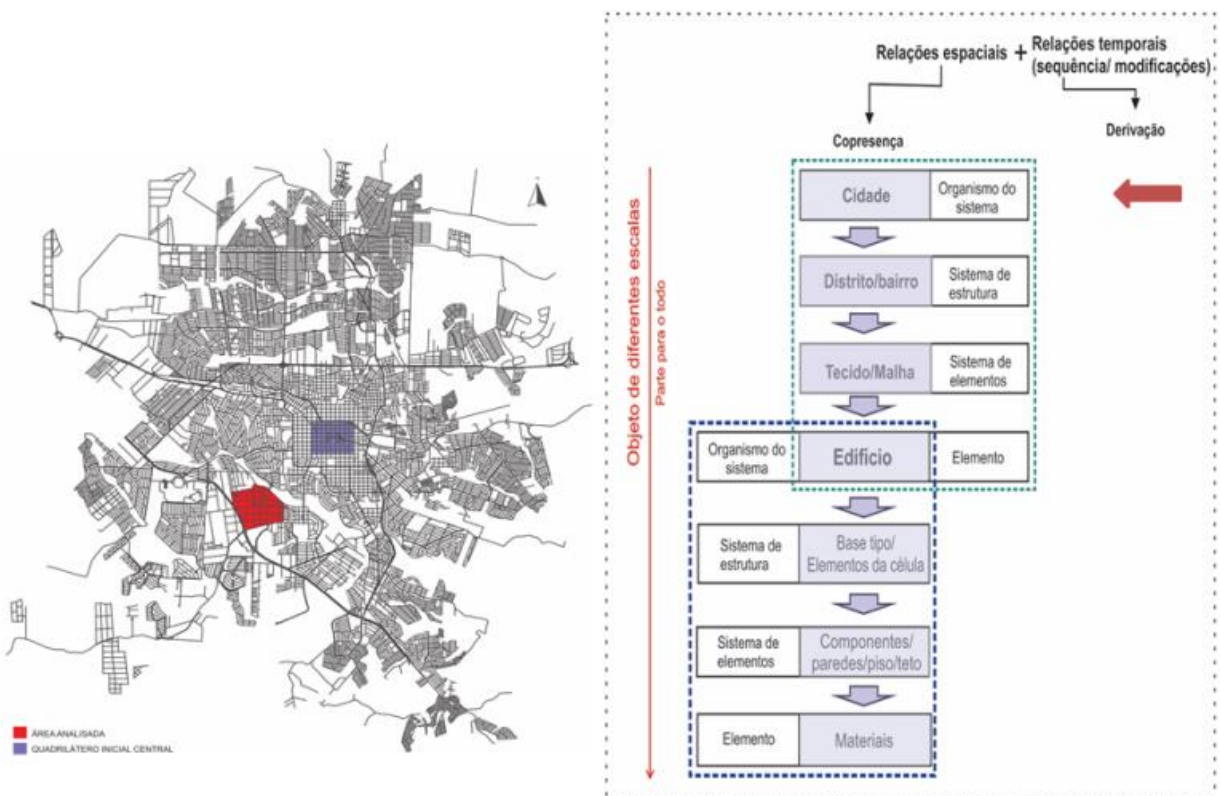 ÁREA ANALISADA
QUADRILÁTERO INICIAL CENTRAL
Relações espaciais + Relações temporais
(sequência/ modificações)
Copresença
Derivação
Objeto de diferentes escalas
Parte para o todo
Cidade
Organismo do
sistema
Distrito/bairro
Sistema de
estrutura
Tecido/Malha
Sistema de
elementos
Organismo do
sistema
Edifício
Elemento
Sistema de
estrutura
Base tipo/
Elementos da célula
Sistema de
elementos
Componentes/
paredes/piso/teto
Elemento
Materiais